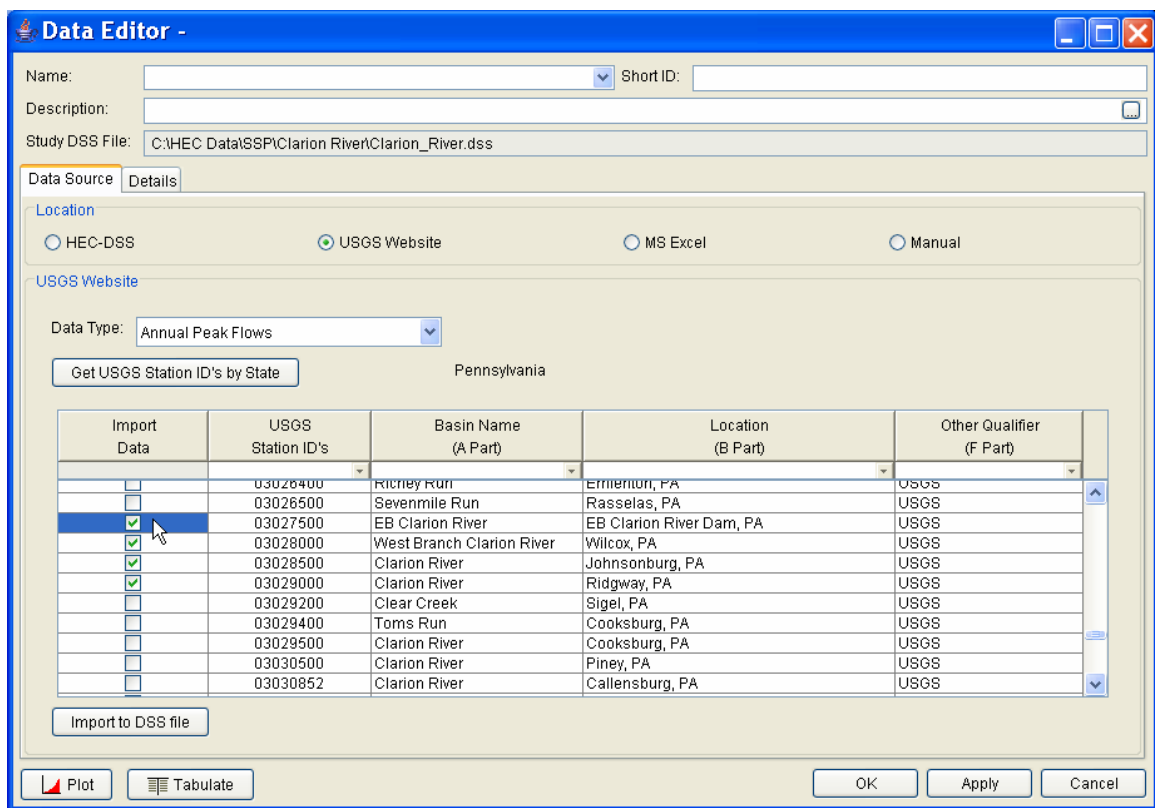 Data Editor -
Name: Short ID:
Description: ...
Study DSS File: C:\HEC Data\SSP\Clarion River\Clarion_River.dss
Data Source Details
Location
HEC-DSS USGS Website MS Excel Manual
USGS Website
Data Type: Annual Peak Flows
Get USGS Station ID's by State Pennsylvania
Import USGS Basin Name Location Other Qualifier
Data Station ID's (A Part) (B Part) (F Part)
03026400 Richey Run Emlenton, PA USGS
03026500 Sevenmile Run Rasselas, PA USGS
03027500 EB Clarion River EB Clarion River Dam, PA USGS
03028000 West Branch Clarion River Wilcox, PA USGS
03028500 Clarion River Johnsonburg, PA USGS
03029000 Clarion River Ridgway, PA USGS
03029200 Clear Creek Sigel, PA USGS
03029400 Toms Run Cooksburg, PA USGS
03029500 Clarion River Cooksburg, PA USGS
03030500 Clarion River Piney, PA USGS
03030852 Clarion River Callensburg, PA USGS
Import to DSS file
Plot Tabulate OK Apply Cancel